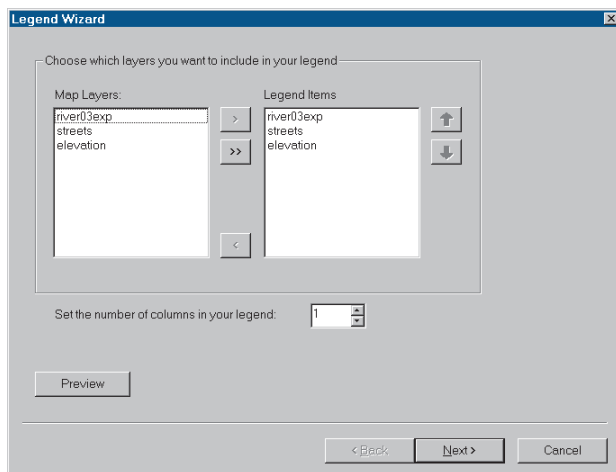 Legend Wizard
Choose which layers you want to include in your legend
Map Layers:
river03exp
streets
elevation
>
>>
<
Legend Items
river03exp
streets
elevation
Set the number of columns in your legend:
1
Preview
< Back
Next >
Cancel